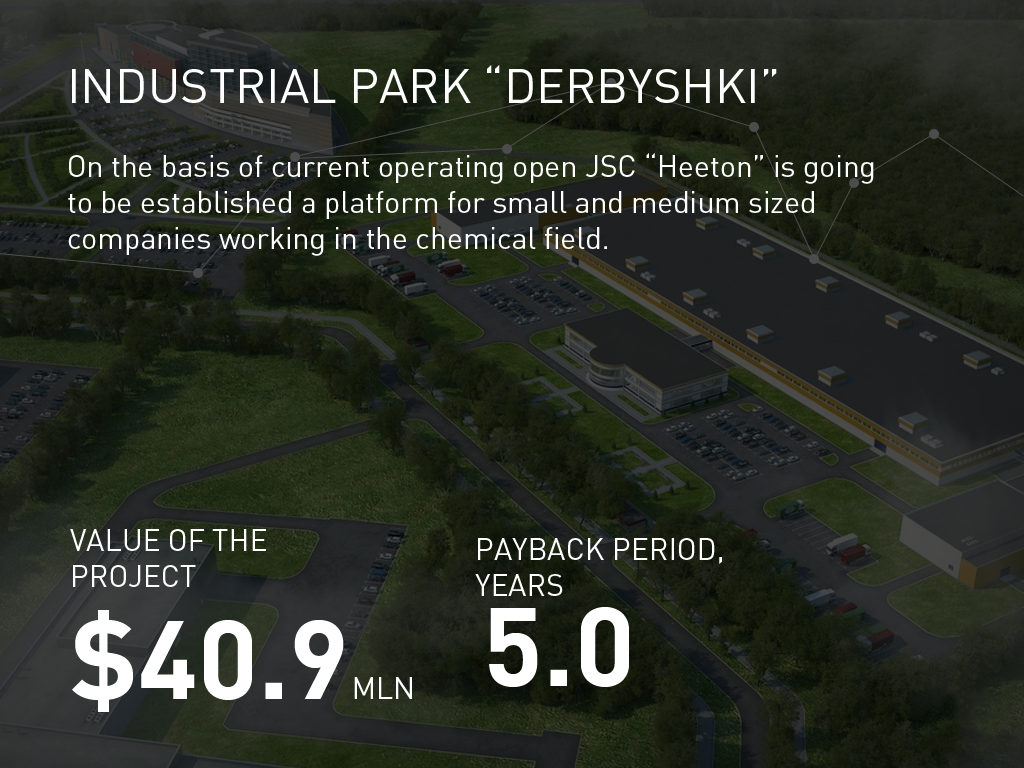 INDUSTRIAL PARK “DERBYSHKI”
On the basis of current operating open JSC “Heeton” is going
to be established a platform for small and medium sized
companies working in the chemical field.
VALUE OF THE
PROJECT
$40.9 MLN
PAYBACK PERIOD,
YEARS
5.0